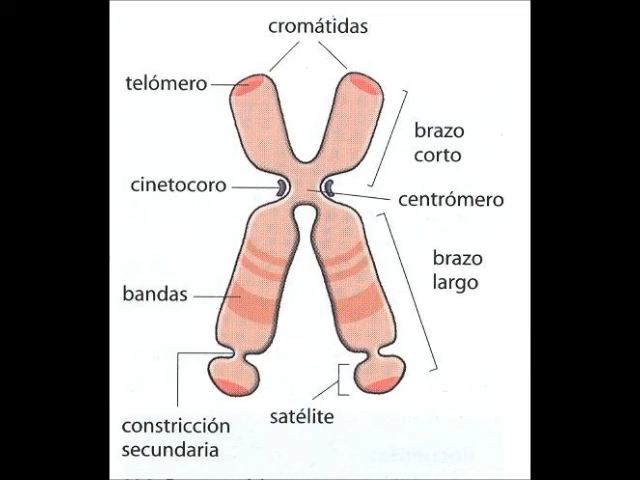 cromátidas
telómero
brazo
corto
cinetocoro
centrómero
brazo
largo
bandas
satélite
constricción
secundaria